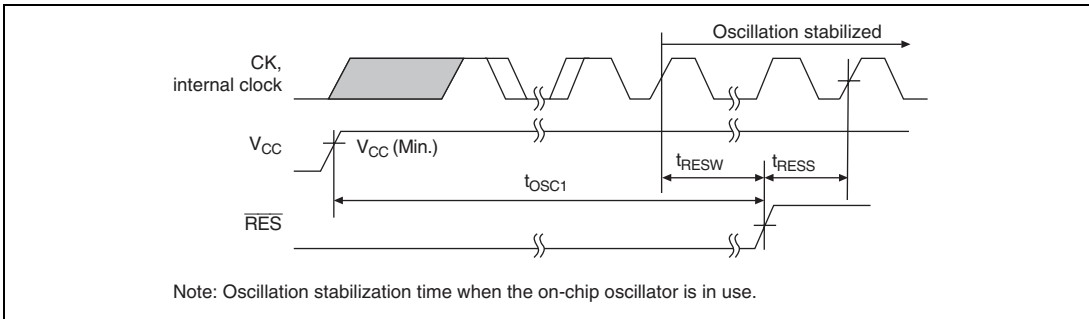 Oscillation stabilized
CK,
internal clock
VCC
VCC (Min.)
tRESW
tRESS
tOSC1
RES
Note: Oscillation stabilization time when the on-chip oscillator is in use.